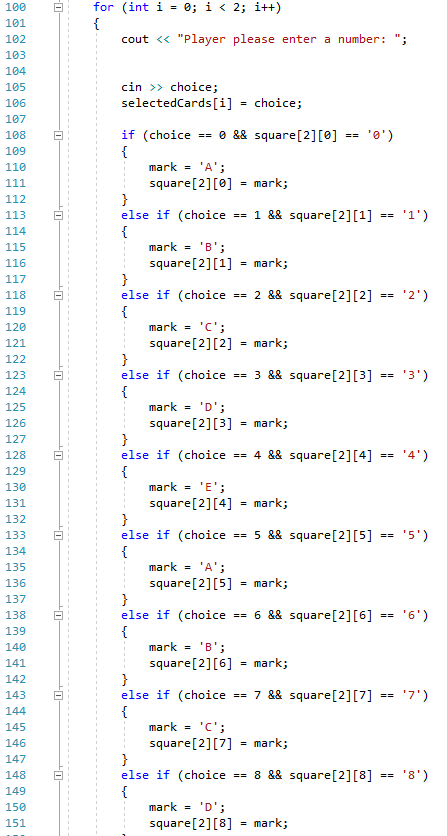 100 for (int i = 0; i < 2; i++)
101 {
102 cout << "Player please enter a number: ";
103
104
105 cin >> choice;
106 selectedCards[i] = choice;
107
108 if (choice == 0 && square[2][0] == '0')
109 {
110 mark = 'A';
111 square[2][0] = mark;
112 }
113 else if (choice == 1 && square[2][1] == '1')
114 {
115 mark = 'B';
116 square[2][1] = mark;
117 }
118 else if (choice == 2 && square[2][2] == '2')
119 {
120 mark = 'C';
121 square[2][2] = mark;
122 }
123 else if (choice == 3 && square[2][3] == '3')
124 {
125 mark = 'D';
126 square[2][3] = mark;
127 }
128 else if (choice == 4 && square[2][4] == '4')
129 {
130 mark = 'E';
131 square[2][4] = mark;
132 }
133 else if (choice == 5 && square[2][5] == '5')
134 {
135 mark = 'A';
136 square[2][5] = mark;
137 }
138 else if (choice == 6 && square[2][6] == '6')
139 {
140 mark = 'B';
141 square[2][6] = mark;
142 }
143 else if (choice == 7 && square[2][7] == '7')
144 {
145 mark = 'C';
146 square[2][7] = mark;
147 }
148 else if (choice == 8 && square[2][8] == '8')
149 {
150 mark = 'D';
151 square[2][8] = mark;